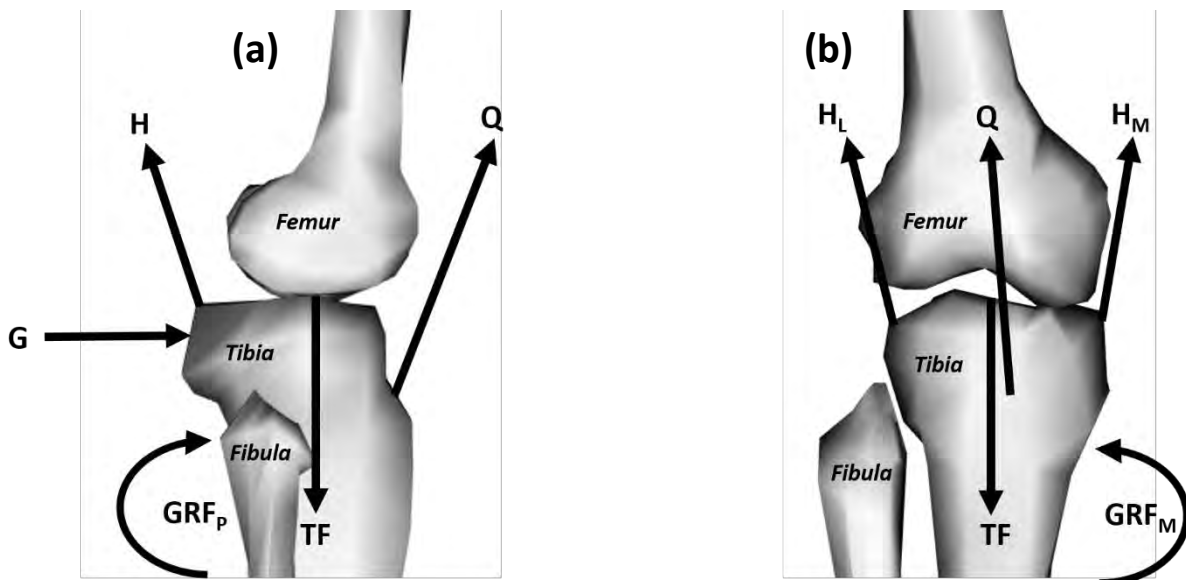 (a)
H
Q
Femur
G
Tibia
Fibula
GRFP
TF
(b)
HL
Q
HM
Femur
Tibia
Fibula
TF
GRFM